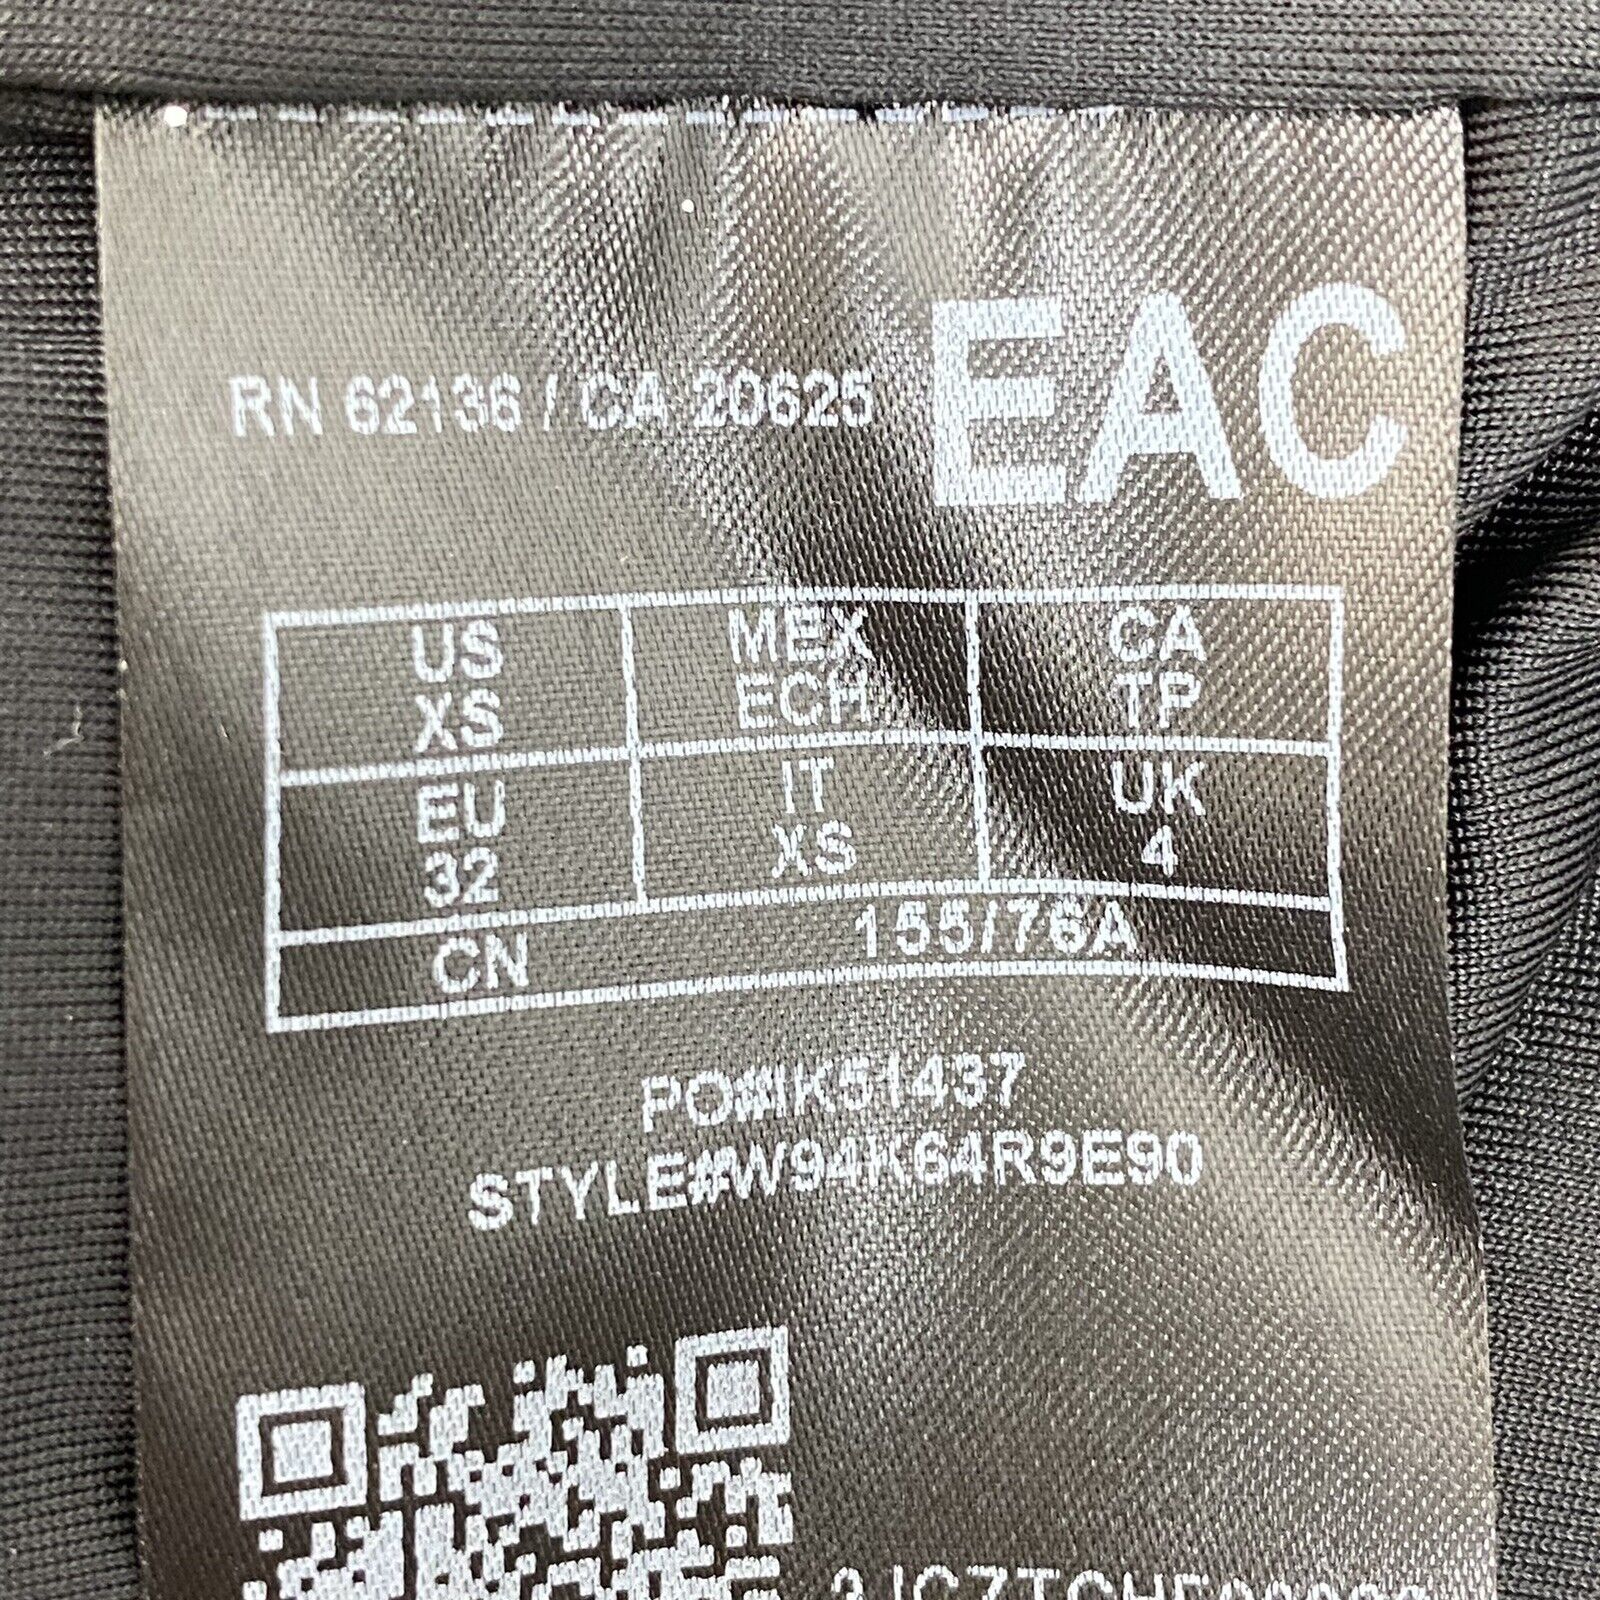 RN 62136 / CA 20625
EAC
US MEX CA
XS ECH TP
EU IT UK
32 XS 4
CN 155/76A
PO#IK51437
STYLE#W94K64R9E90